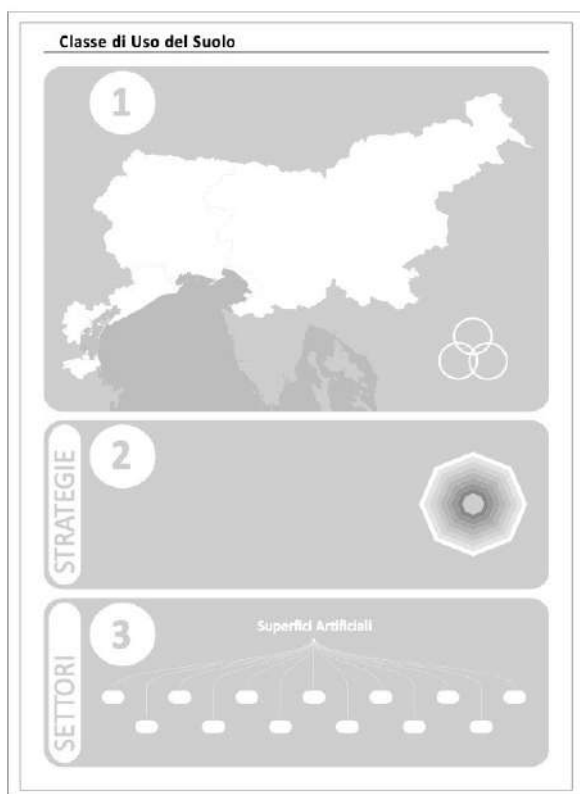 Classe di Uso del Suolo
1
STRATEGIE
2
SETTORI
3
Superfici Artificiali